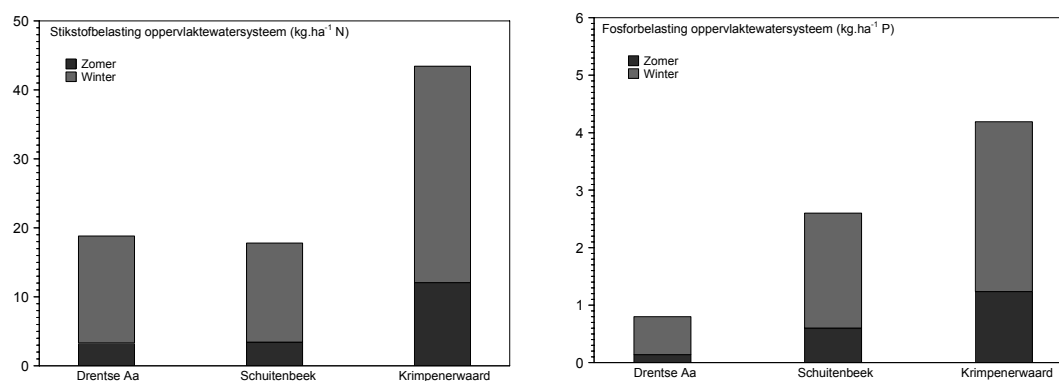 Stikstofbelasting oppervlaktewatersysteem (kg.ha⁻¹ N)
Zomer
Winter
50
40
30
20
10
0
Drentse Aa Schuitenbeek Krimpenerwaard
Fosforbelasting oppervlaktewatersysteem (kg.ha⁻¹ P)
Zomer
Winter
6
5
4
3
2
1
0
Drentse Aa Schuitenbeek Krimpenerwaard